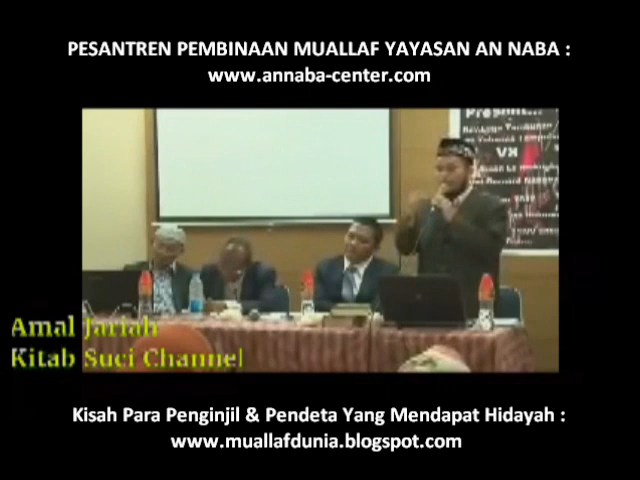 PESANTREN PEMBINAAN MUALLAF YAYASAN AN NABA :
www.annaba-center.com
VK
Amal Jariah
Kitab Suci Channel
Kisah Para Penginjil & Pendeta Yang Mendapat Hidayah :
www.muallafdunia.blogspot.com